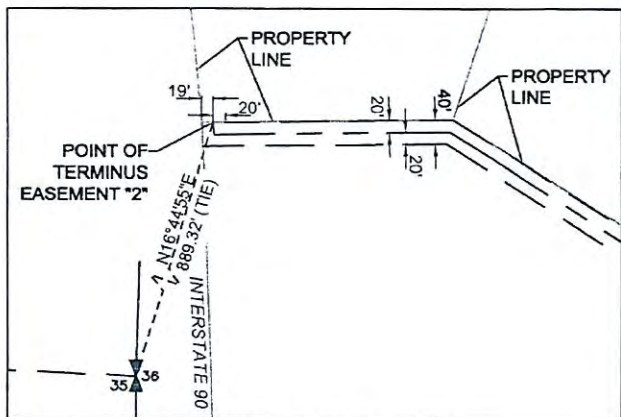 PROPERTY
LINE
PROPERTY
LINE
19'
20'
20'
40'
20'
POINT OF
TERMINUS
EASEMENT "2"
N16°44'55"E
889.32' (TIE)
INTERSTATE 90
35
36